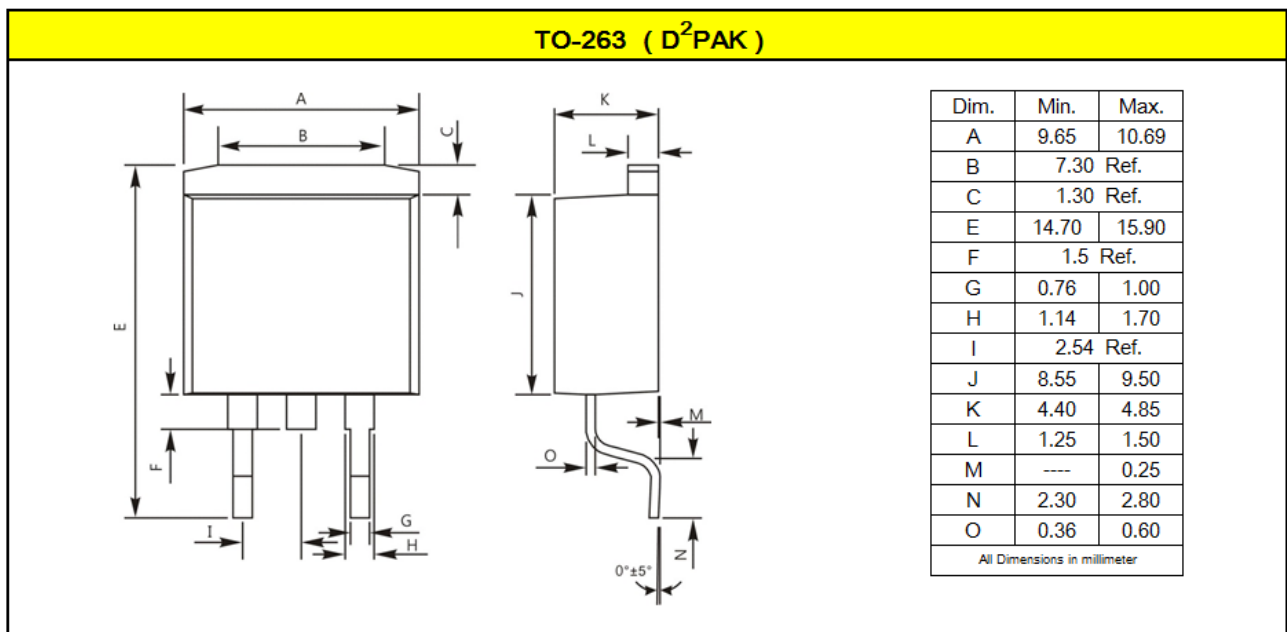 TO-263 ( D²PAK )
A
B
C
E
F
I
G
H
K
L
J
M
O
N
0°±5°
Dim. Min. Max.
A 9.65 10.69
B 7.30 Ref.
C 1.30 Ref.
E 14.70 15.90
F 1.5 Ref.
G 0.76 1.00
H 1.14 1.70
I 2.54 Ref.
J 8.55 9.50
K 4.40 4.85
L 1.25 1.50
M ---- 0.25
N 2.30 2.80
O 0.36 0.60
All Dimensions in millimeter